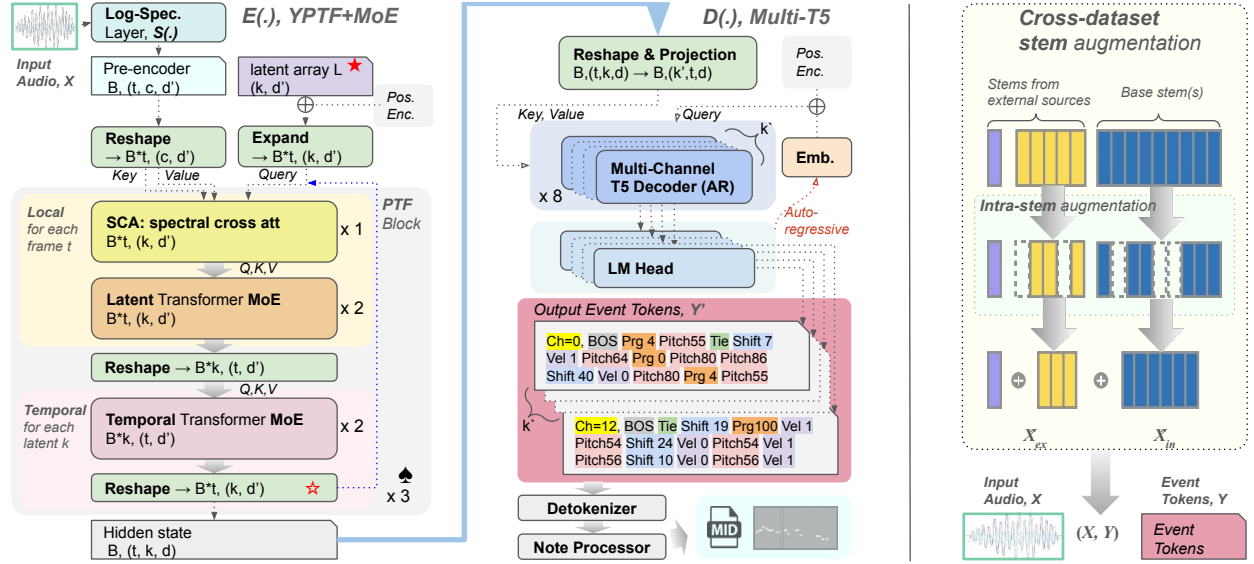 E(.), YPTF+MoE
Log-Spec.
Layer, S(.)
Input
Audio, X
Pre-encoder
B, (t, c, d')
latent array L ★
(k, d')
Pos.
Enc.
Reshape
→ B*t, (c, d')
Expand
→ B*t, (k, d')
Key
Value
Query
PTF
Block
Local
for each
frame t
SCA: spectral cross att
B*t, (k, d')
x 1
Q,K,V
Latent Transformer MoE
B*t, (k, d')
x 2
Reshape → B*k, (t, d')
Q,K,V
Temporal
for each
latent k
Temporal Transformer MoE
B*k, (t, d')
x 2
Reshape → B*t, (k, d') ☆
♠
x 3
Hidden state
B, (t, k, d)
D(.), Multi-T5
Reshape & Projection
B,(t,k,d) → B,(k',t,d)
Pos.
Enc.
Key, Value
Query
k`
Multi-Channel
T5 Decoder (AR)
x 8
Emb.
Auto-
regressive
LM Head
Output Event Tokens, Y'
Ch=0, BOS Prg 4 Pitch55 Tie Shift 7
Vel 1 Pitch64 Prg 0 Pitch80 Pitch86
Shift 40 Vel 0 Pitch80 Prg 4 Pitch55
k`
Ch=12, BOS Tie Shift 19 Prg100 Vel 1
Pitch54 Shift 24 Vel 0 Pitch54 Vel 1
Pitch56 Shift 10 Vel 0 Pitch56 Vel 1
Detokenizer
Note Processor
MID
Cross-dataset
stem augmentation
Stems from
external sources
Base stem(s)
Intra-stem augmentation
X_ex
X_in
Input
Audio, X
(X, Y)
Event
Tokens, Y
Event
Tokens